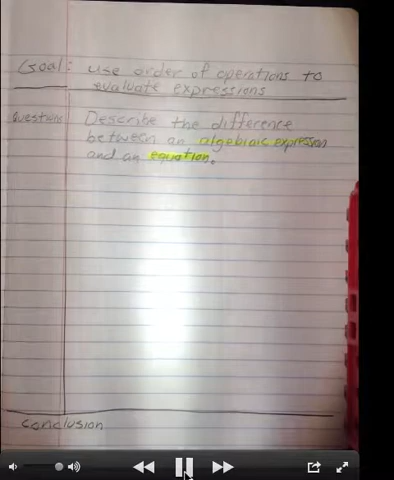 Goal: use order of operations to
evaluate expressions
Questions Describe the difference
between an algebraic expression
and an equation.
conclusion